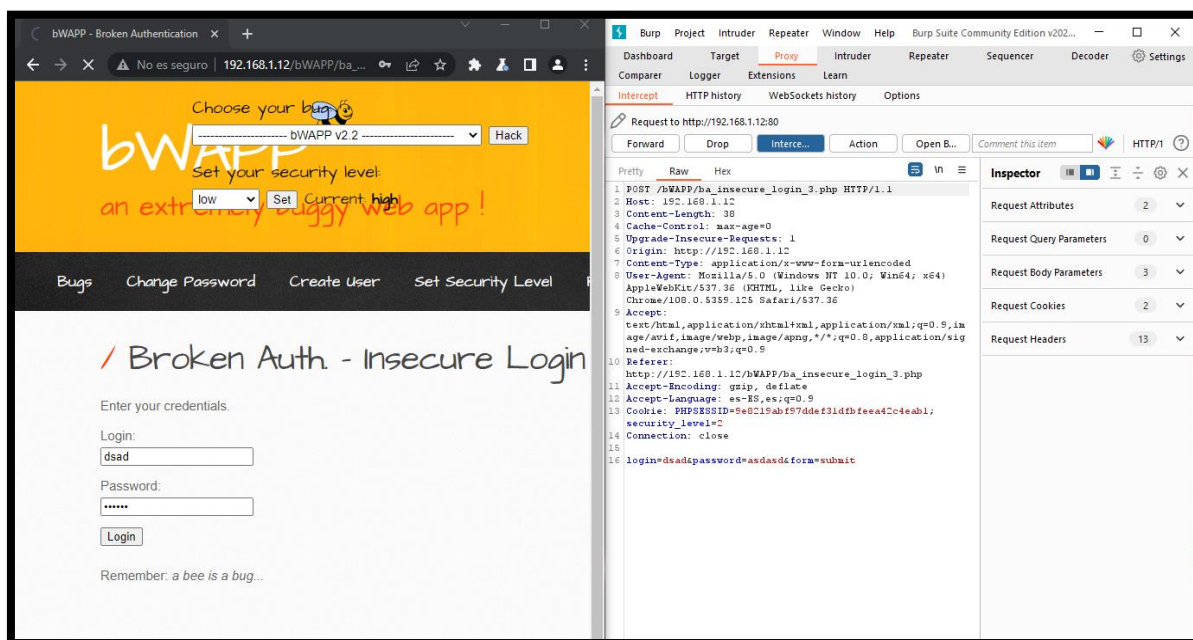 bWAPP - Broken Authentication
No es seguro 192.168.1.12/bWAPP/ba_...
Choose your bug:
---------------------- bWAPP v2.2 ----------------------
Hack
bWAPP
Set your security level:
low
Set
Current: high
an extremely buggy web app !
Bugs
Change Password
Create User
Set Security Level
/ Broken Auth. - Insecure Login
Enter your credentials.
Login:
dsad
Password:
••••••
Login
Remember: a bee is a bug...
Burp Project Intruder Repeater Window Help Burp Suite Community Edition v202...
Dashboard Target Proxy Intruder Repeater Sequencer Decoder Settings
Comparer Logger Extensions Learn
Intercept HTTP history WebSockets history Options
Request to http://192.168.1.12:80
Forward Drop Interce... Action Open B... Comment this item HTTP/1
Pretty Raw Hex \n
1 POST /bWAPP/ba_insecure_login_3.php HTTP/1.1
2 Host: 192.168.1.12
3 Content-Length: 38
4 Cache-Control: max-age=0
5 Upgrade-Insecure-Requests: 1
6 Origin: http://192.168.1.12
7 Content-Type: application/x-www-form-urlencoded
8 User-Agent: Mozilla/5.0 (Windows NT 10.0; Win64; x64)
AppleWebKit/537.36 (KHTML, like Gecko)
Chrome/108.0.5359.125 Safari/537.36
9 Accept:
text/html,application/xhtml+xml,application/xml;q=0.9,im
age/avif,image/webp,image/apng,*/*;q=0.8,application/sig
ned-exchange;v=b3;q=0.9
10 Referer:
http://192.168.1.12/bWAPP/ba_insecure_login_3.php
11 Accept-Encoding: gzip, deflate
12 Accept-Language: es-ES,es;q=0.9
13 Cookie: PHPSESSID=9e8219abf97ddef31dfbfeea42c4eab1;
security_level=2
14 Connection: close
15
16 login=dsad&password=asdasd&form=submit
Inspector
Request Attributes 2
Request Query Parameters 0
Request Body Parameters 3
Request Cookies 2
Request Headers 13